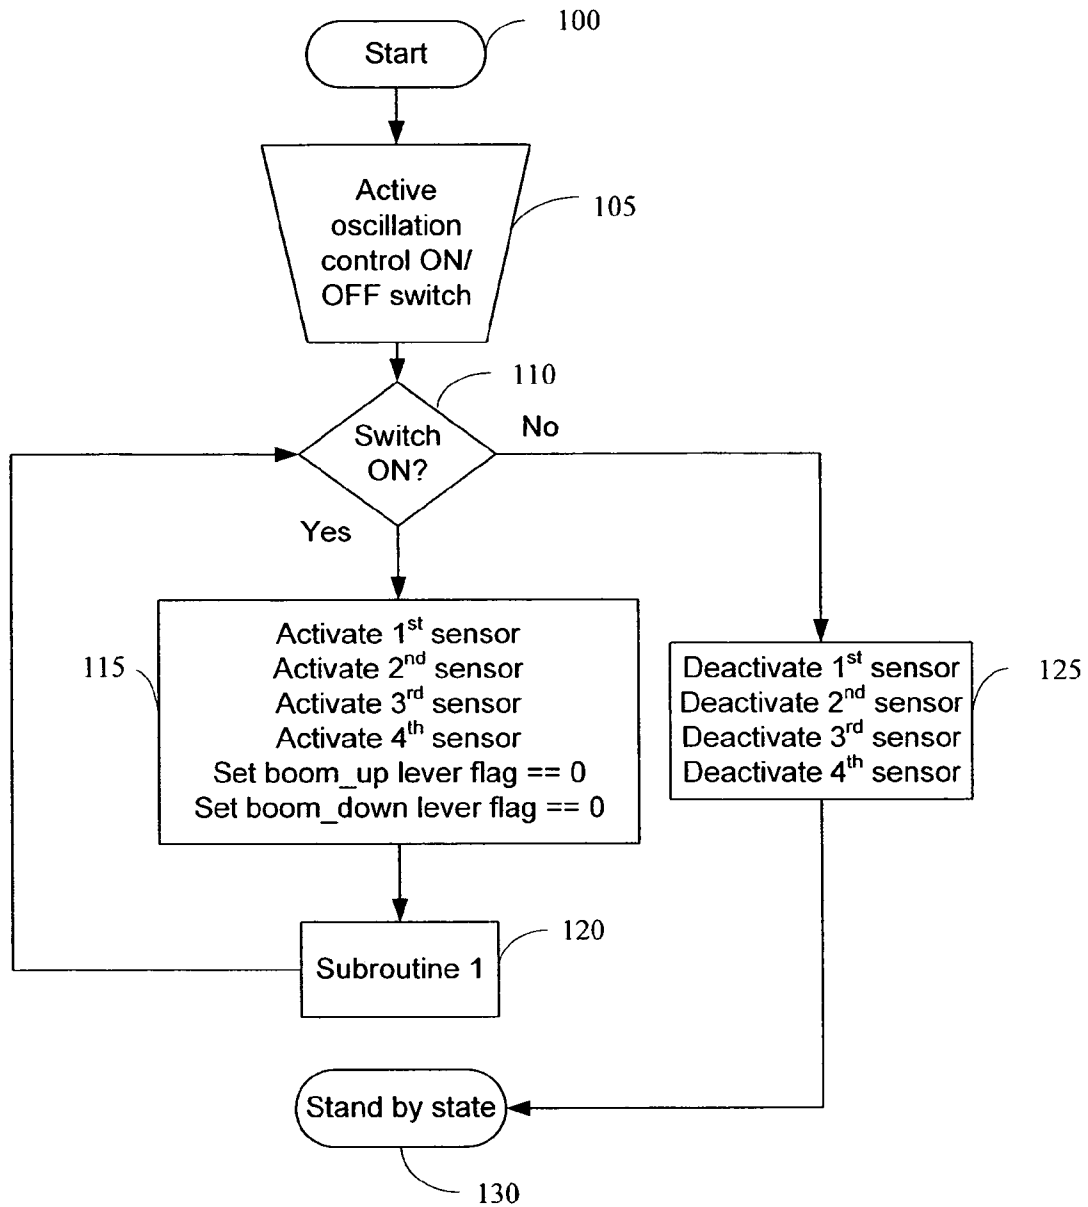 100
Start
Active
oscillation
control ON/
OFF switch
105
110
Switch
ON?
No
Yes
115
Activate 1st sensor
Activate 2nd sensor
Activate 3rd sensor
Activate 4th sensor
Set boom_up lever flag == 0
Set boom_down lever flag == 0
Deactivate 1st sensor
Deactivate 2nd sensor
Deactivate 3rd sensor
Deactivate 4th sensor
125
120
Subroutine 1
Stand by state
130